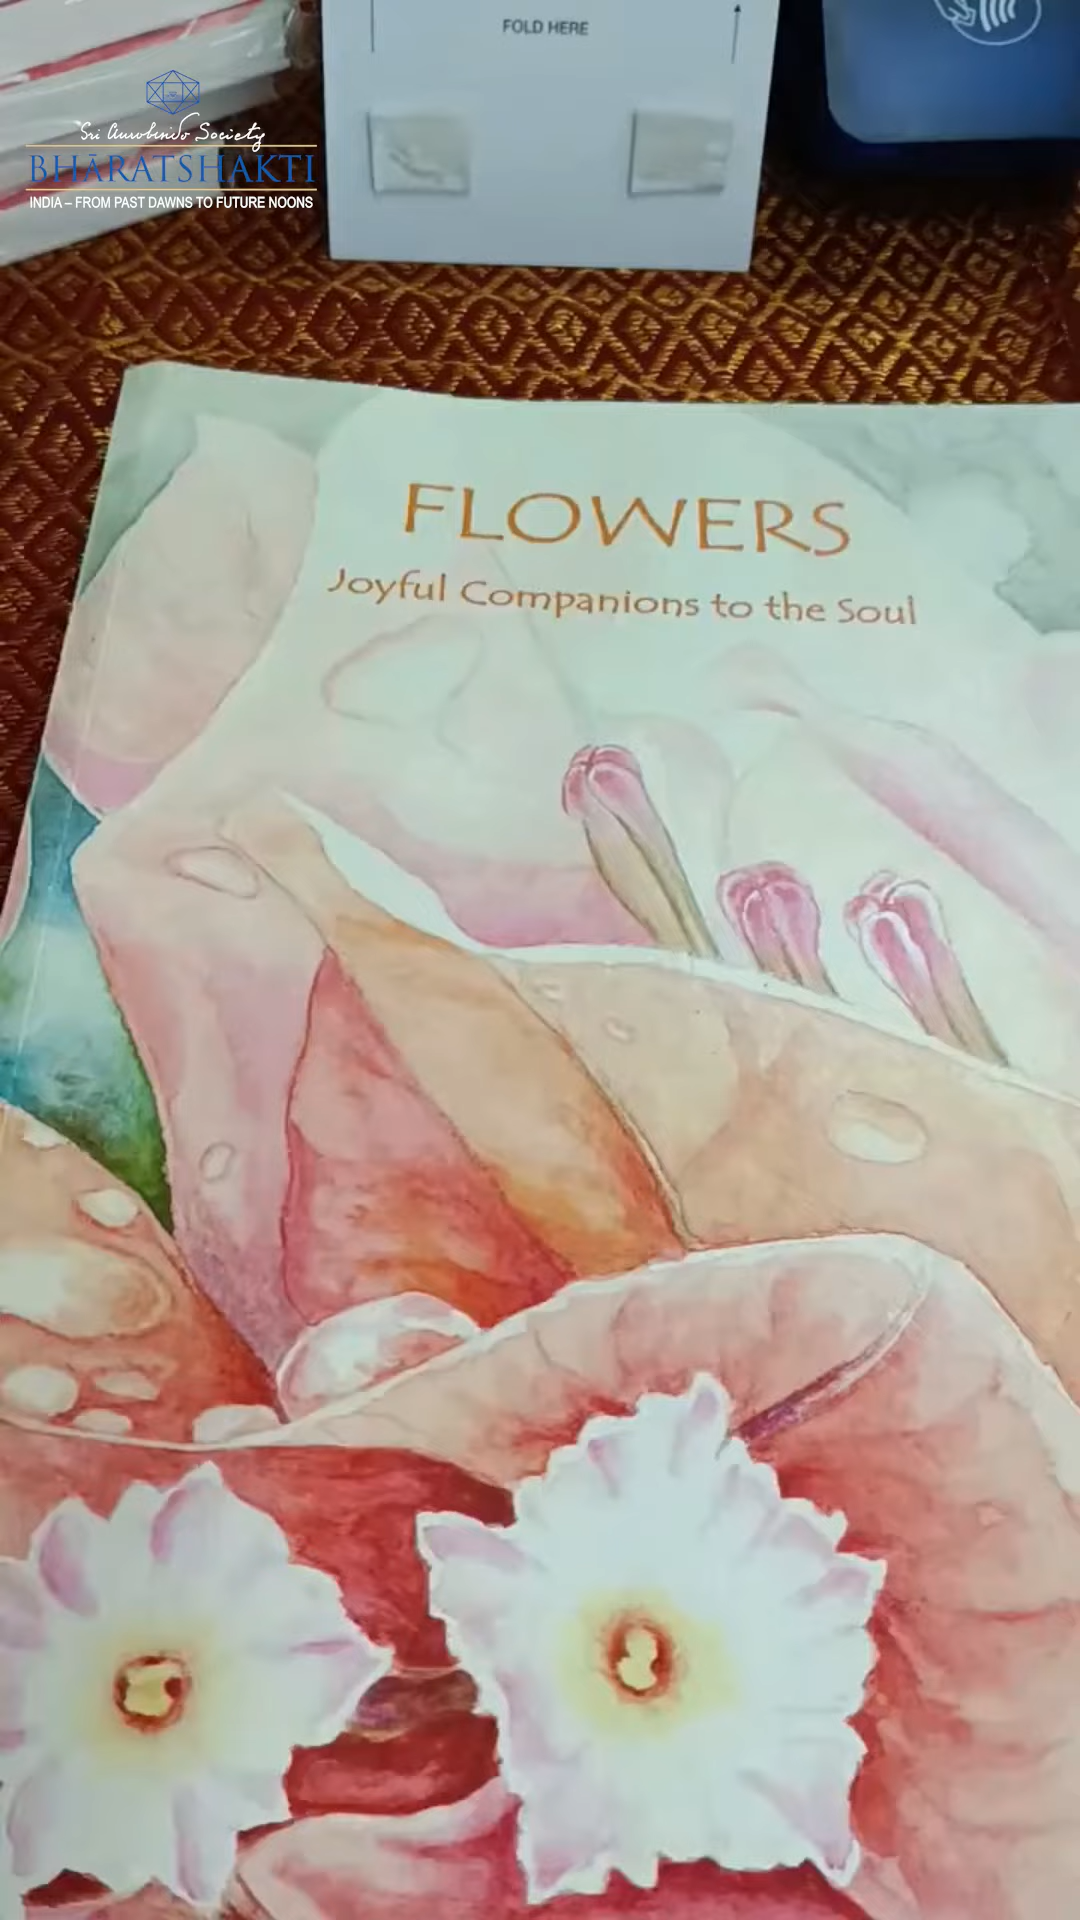 FOLD HERE
Sri Aurobindo Society
BHĀRATSHAKTI
INDIA – FROM PAST DAWNS TO FUTURE NOONS
FLOWERS
Joyful Companions to the Soul